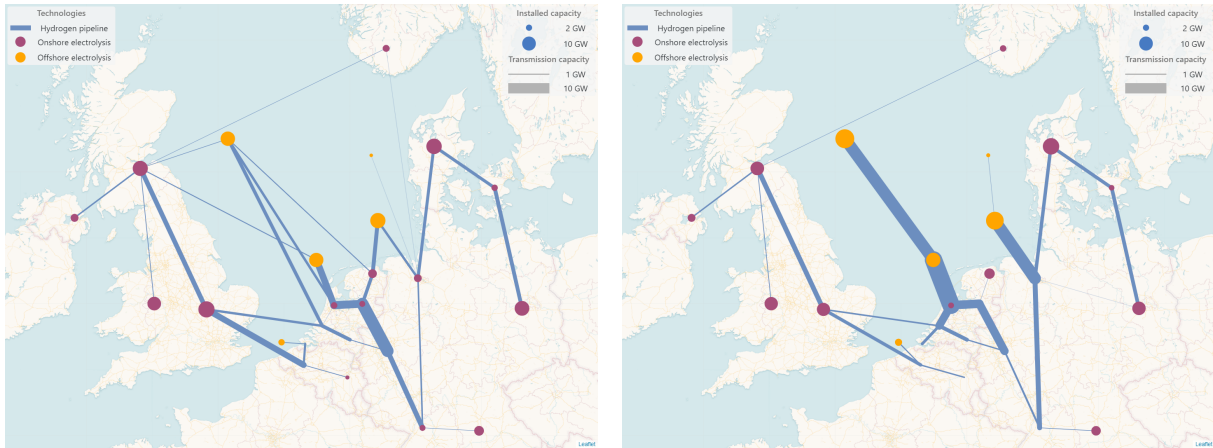 Technologies
Hydrogen pipeline
Onshore electrolysis
Offshore electrolysis
Installed capacity
2 GW
10 GW
Transmission capacity
1 GW
10 GW
Leaflet
Technologies
Hydrogen pipeline
Onshore electrolysis
Offshore electrolysis
Installed capacity
2 GW
10 GW
Transmission capacity
1 GW
10 GW
Leaflet